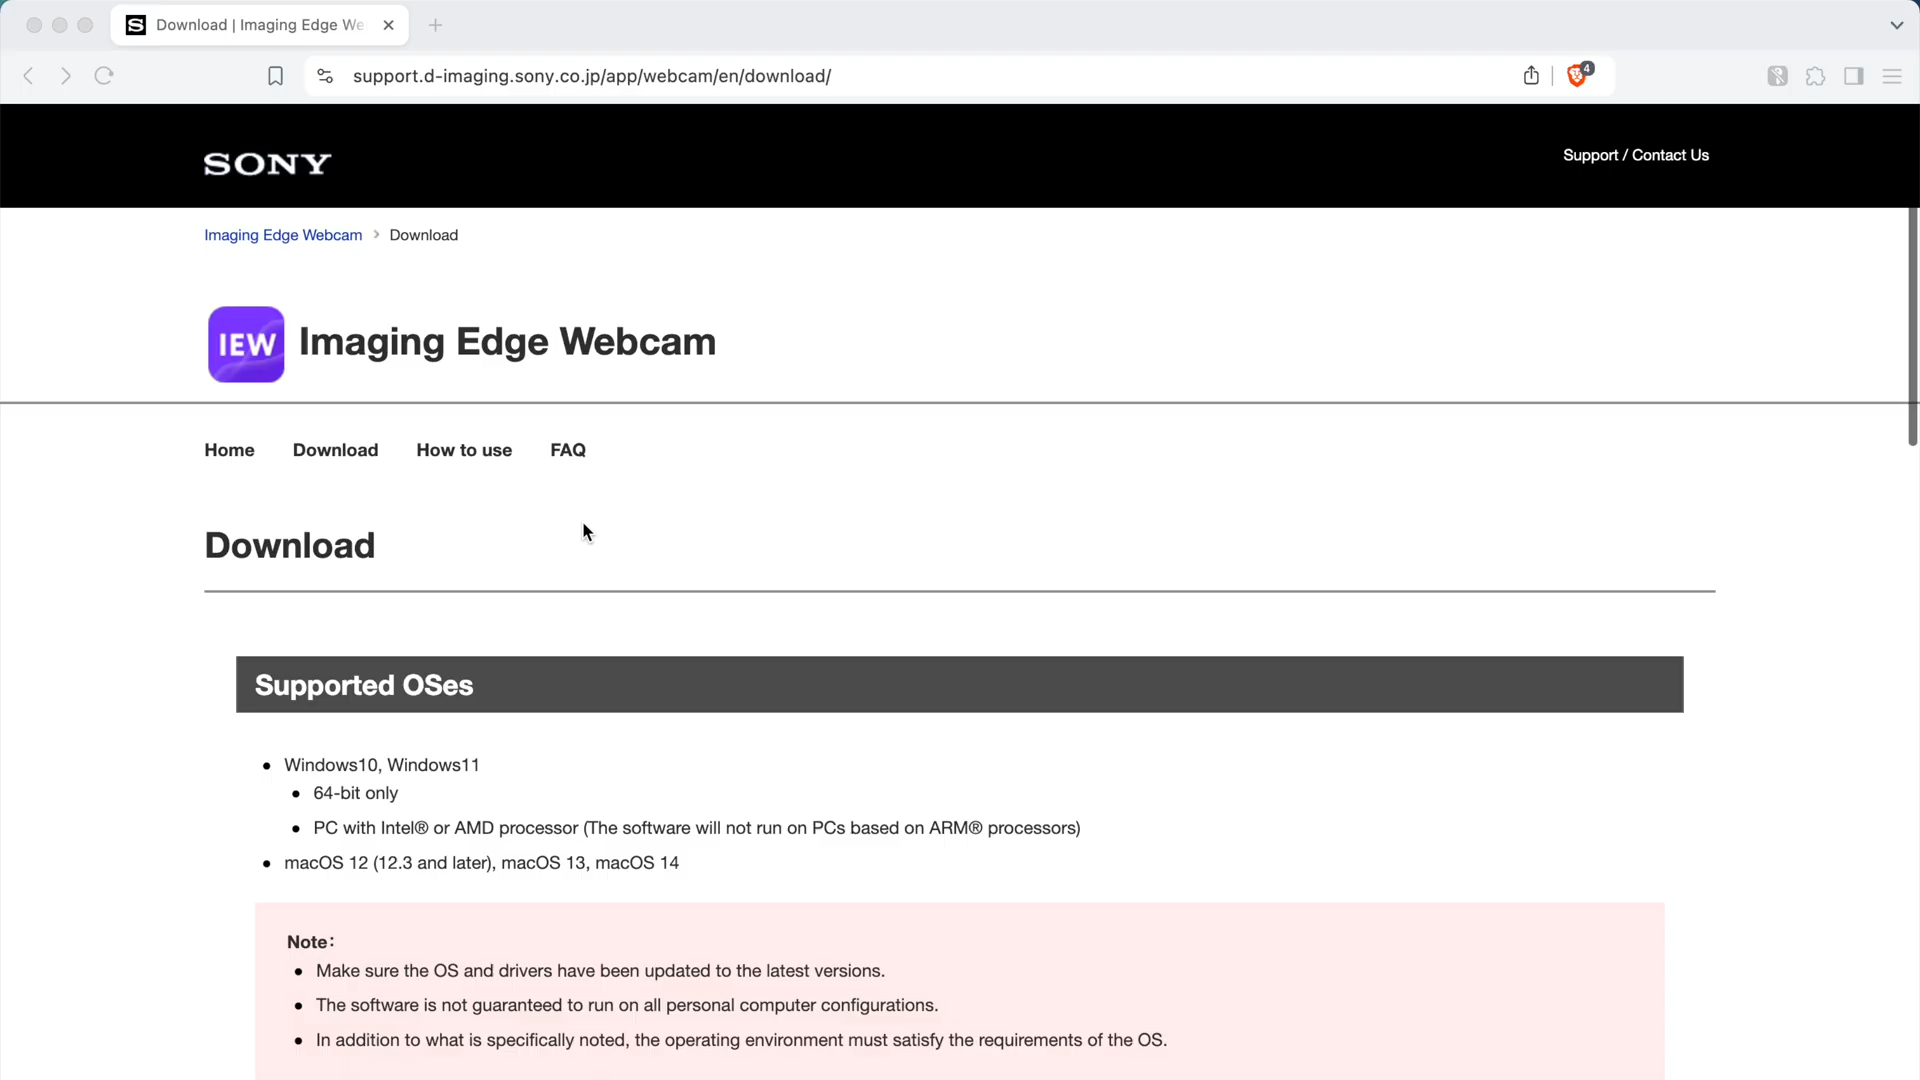 Download | Imaging Edge We
support.d-imaging.sony.co.jp/app/webcam/en/download/
4
SONY
Support / Contact Us
Imaging Edge Webcam > Download
IEW Imaging Edge Webcam
Home Download How to use FAQ
Download
Supported OSes
• Windows10, Windows11
• 64-bit only
• PC with Intel® or AMD processor (The software will not run on PCs based on ARM® processors)
• macOS 12 (12.3 and later), macOS 13, macOS 14
Note:
• Make sure the OS and drivers have been updated to the latest versions.
• The software is not guaranteed to run on all personal computer configurations.
• In addition to what is specifically noted, the operating environment must satisfy the requirements of the OS.